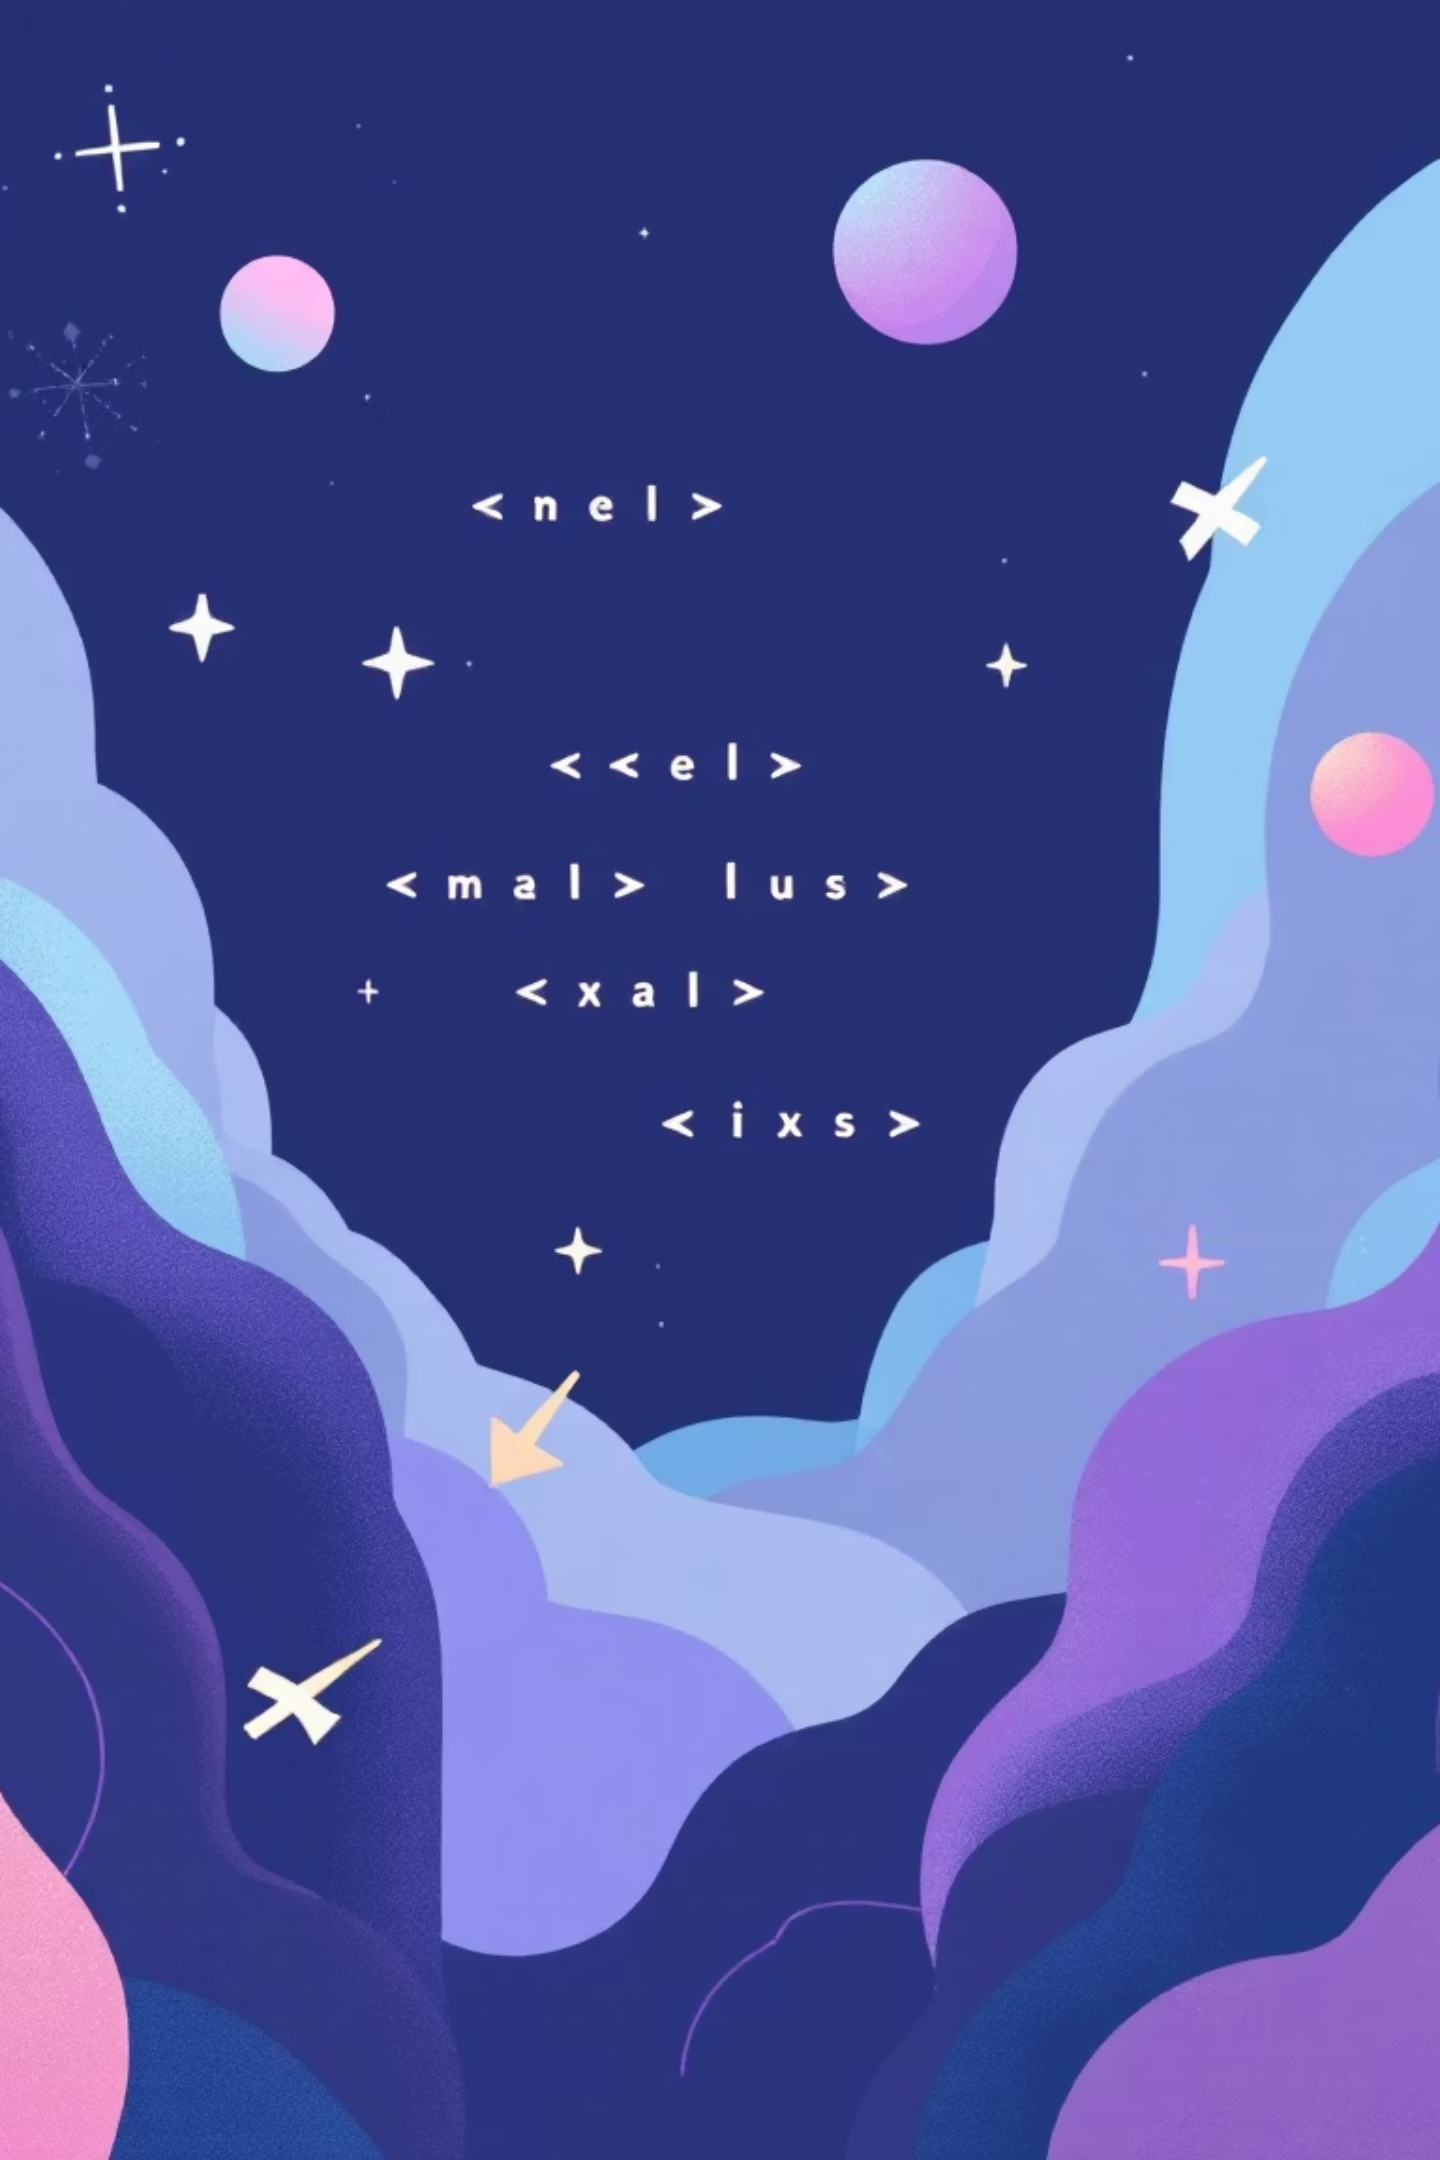 < n e l >
< < e l >
< m a l > l u s >
< x a l >
< i x s >